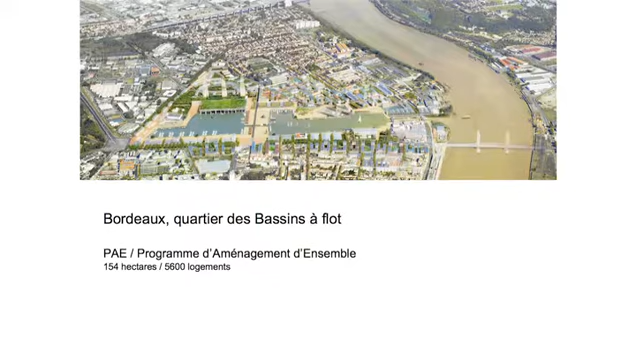 Bordeaux, quartier des Bassins à flot
PAE / Programme d'Aménagement d'Ensemble
154 hectares / 5600 logements